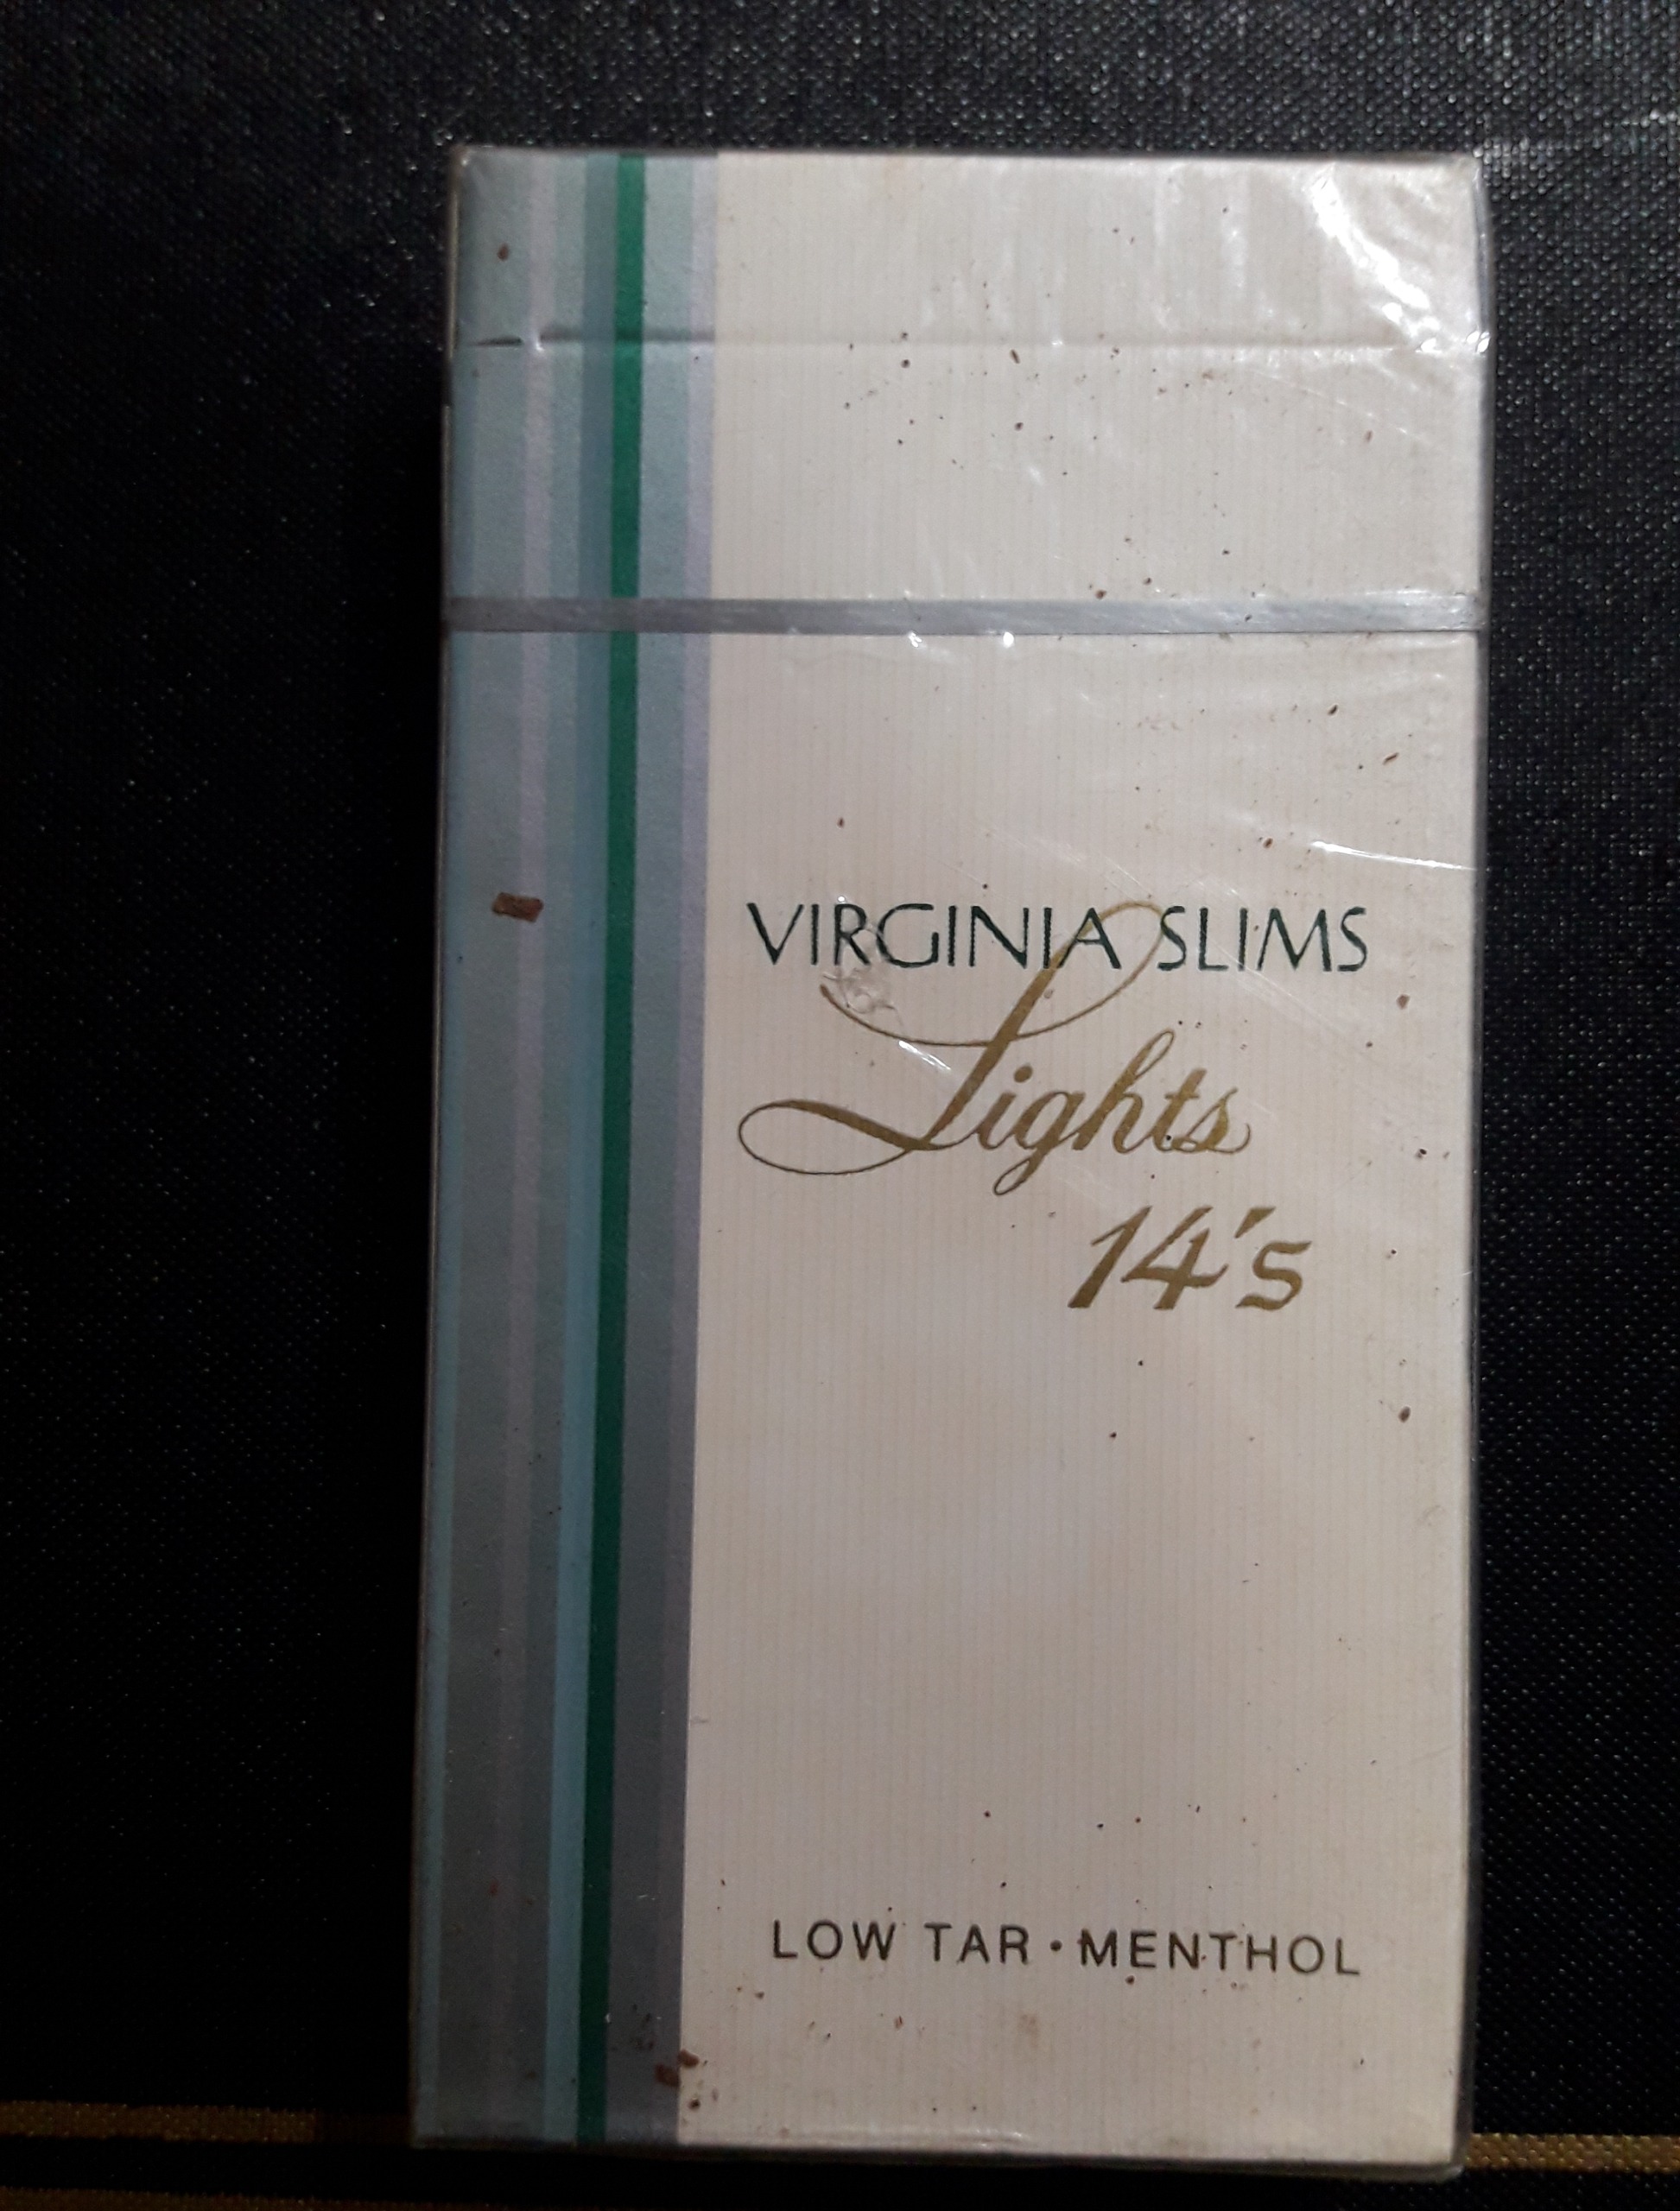 VIRGINIA SLIMS
Lights
14's
LOW TAR • MENTHOL